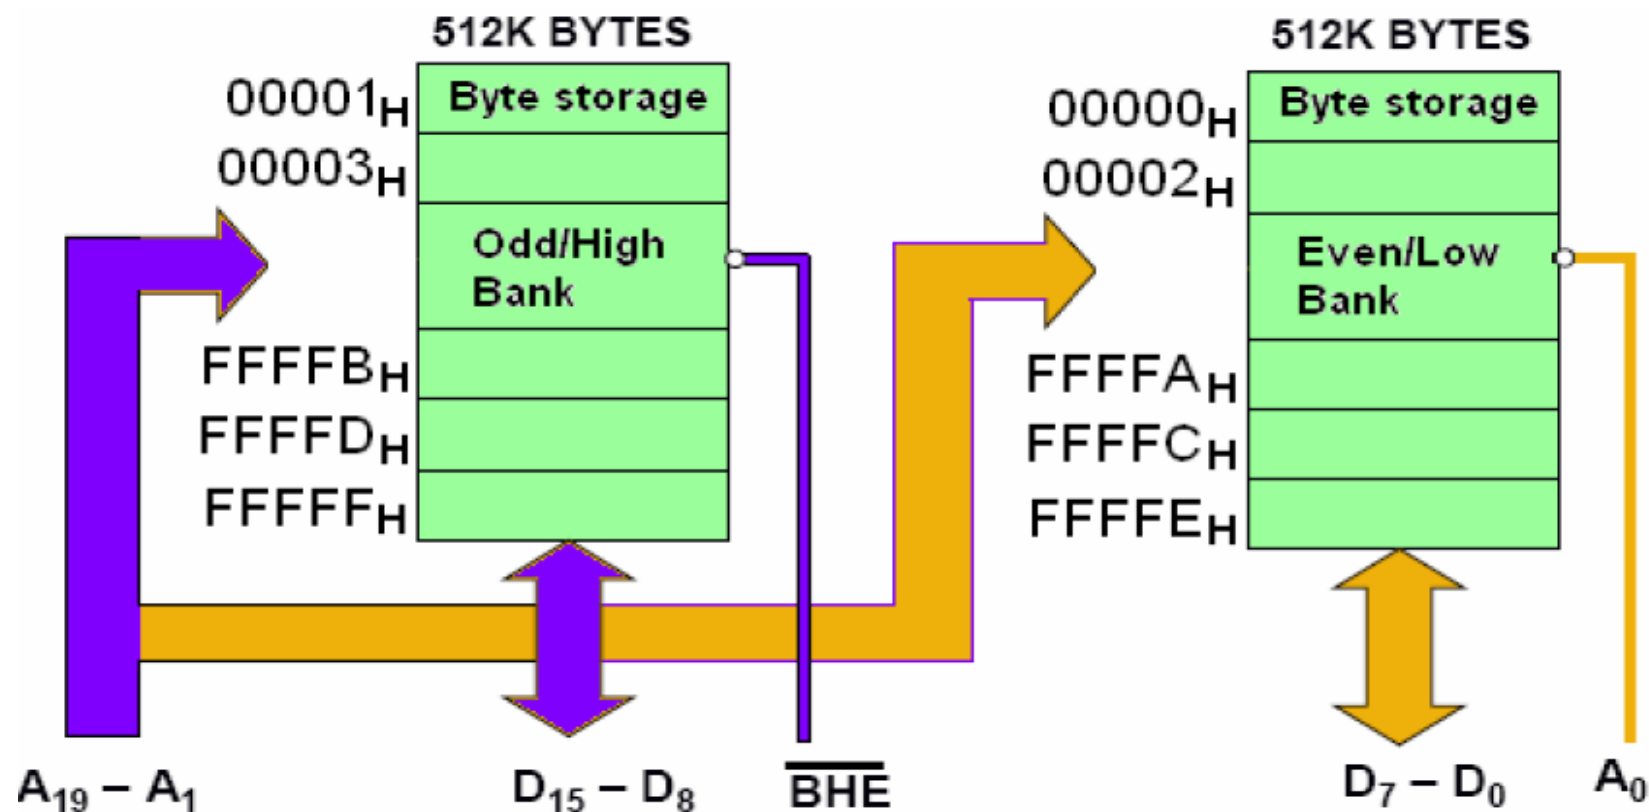 512K BYTES
00001H
Byte storage
00003H
Odd/High
Bank
FFFFBH
FFFFDH
FFFFFH
512K BYTES
00000H
Byte storage
00002H
Even/Low
Bank
FFFFAH
FFFFCH
FFFFEH
A19 – A1
D15 – D8
B̅H̅E̅
D7 – D0
A0